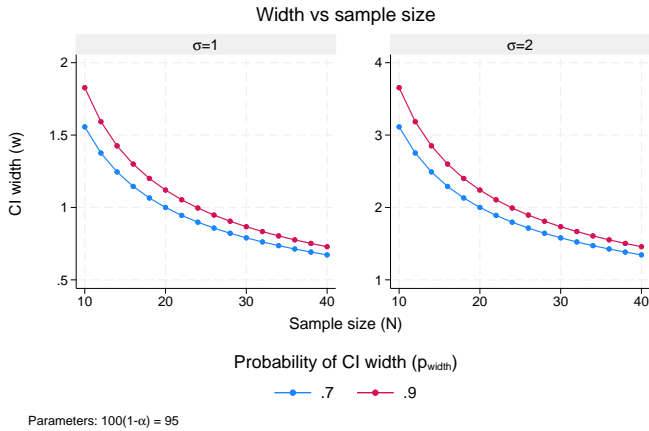 Width vs sample size
σ=1
σ=2
CI width (w)
2
1.5
1
.5
4
3
2
1
10
20
30
40
10
20
30
40
Sample size (N)
Probability of CI width (pwidth)
.7
.9
Parameters: 100(1-α) = 95